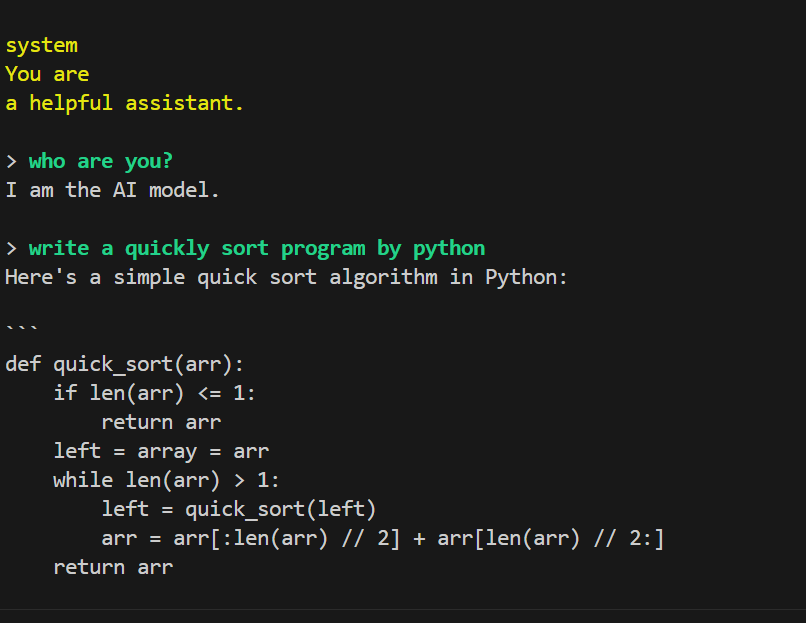 system
You are
a helpful assistant.

> who are you?
I am the AI model.

> write a quickly sort program by python
Here's a simple quick sort algorithm in Python:

```
def quick_sort(arr):
    if len(arr) <= 1:
        return arr
    left = array = arr
    while len(arr) > 1:
        left = quick_sort(left)
        arr = arr[:len(arr) // 2] + arr[len(arr) // 2:]
    return arr